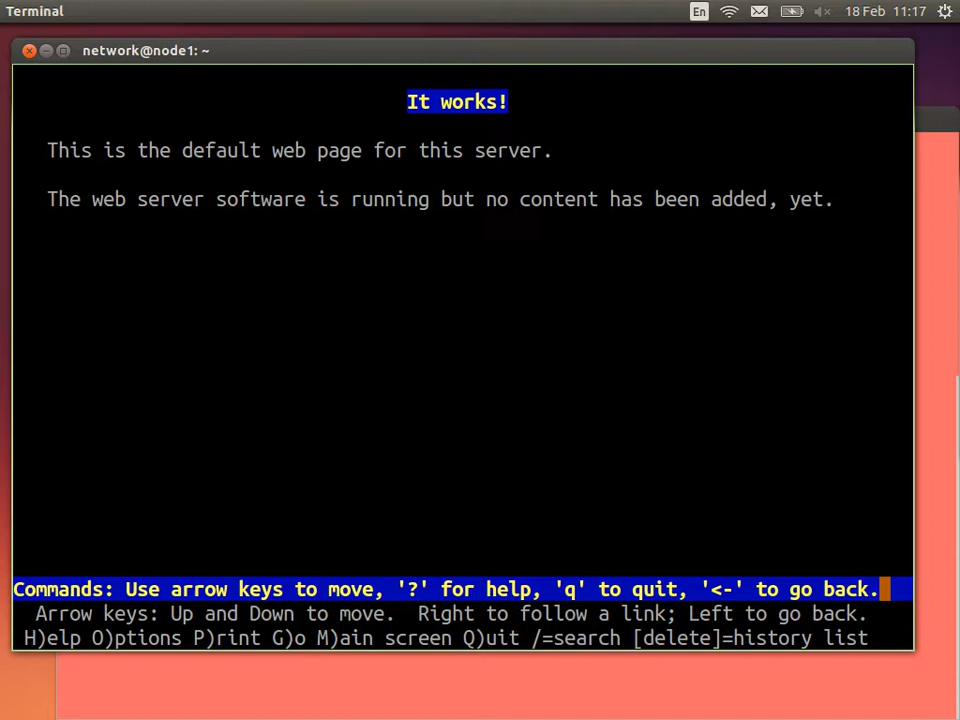 Terminal
En
18 Feb 11:17
network@node1: ~
It works!
This is the default web page for this server.
The web server software is running but no content has been added, yet.
Commands: Use arrow keys to move, '?' for help, 'q' to quit, '<-' to go back.
Arrow keys: Up and Down to move.  Right to follow a link; Left to go back.
H)elp O)ptions P)rint G)o M)ain screen Q)uit /=search [delete]=history list